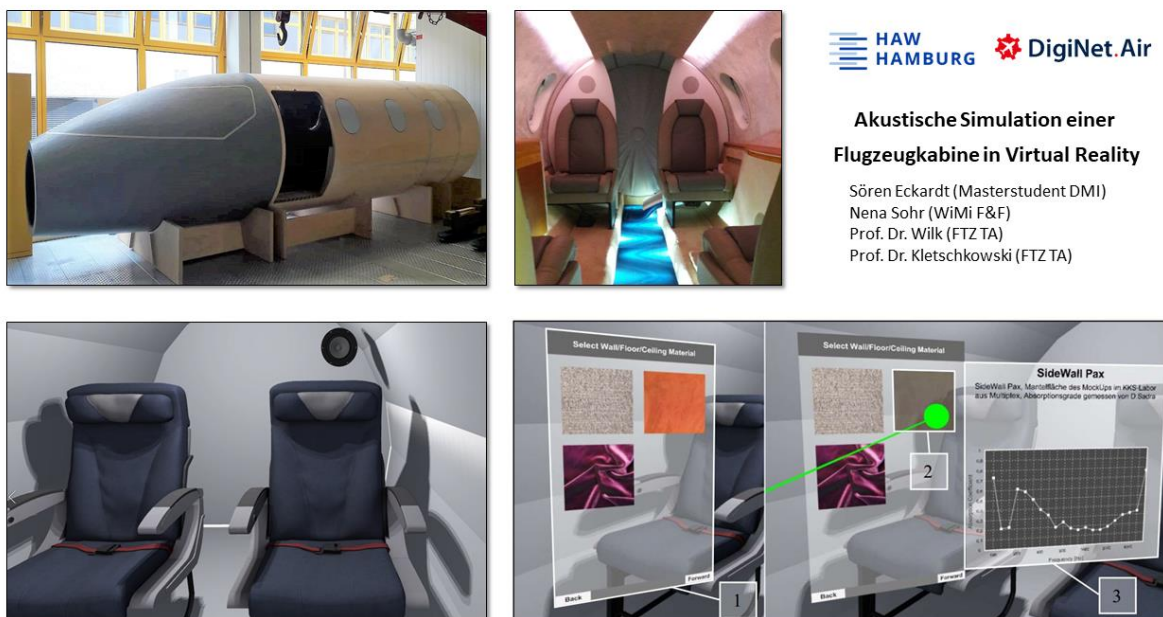 HAW
HAMBURG
DigiNet.Air
Akustische Simulation einer
Flugzeugkabine in Virtual Reality
Sören Eckardt (Masterstudent DMI)
Nena Sohr (WiMi F&F)
Prof. Dr. Wilk (FTZ TA)
Prof. Dr. Kletschkowski (FTZ TA)
Select Wall/Floor/Ceiling Material
Forward
Back
1
Select Wall/Floor/Ceiling Material
2
Forward
Back
SideWall Pax
SideWall Pax, Mantelfläche des MockUps im KKS-Labor
aus Multiplex, Absorptionsgrade gemessen von D.Sadra
3